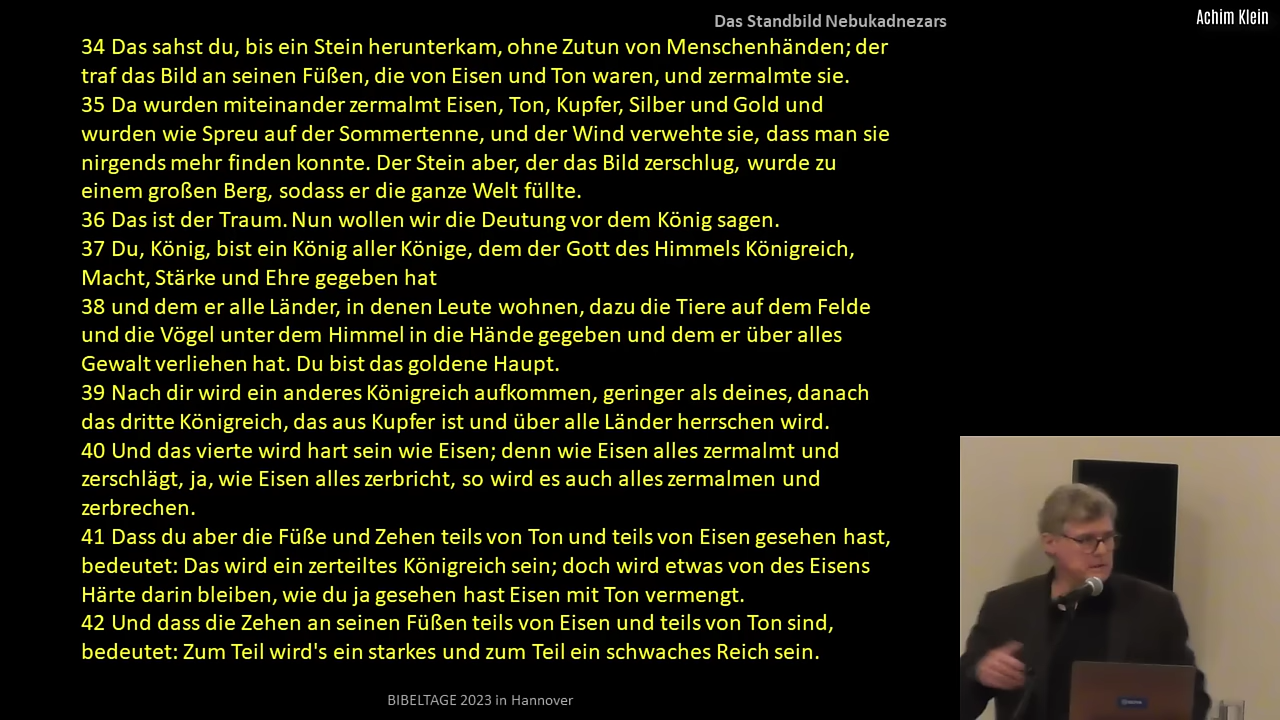 Das Standbild Nebukadnezars
Achim Klein
34 Das sahst du, bis ein Stein herunterkam, ohne Zutun von Menschenhänden; der
traf das Bild an seinen Füßen, die von Eisen und Ton waren, und zermalmte sie.
35 Da wurden miteinander zermalmt Eisen, Ton, Kupfer, Silber und Gold und
wurden wie Spreu auf der Sommertenne, und der Wind verwehte sie, dass man sie
nirgends mehr finden konnte. Der Stein aber, der das Bild zerschlug, wurde zu
einem großen Berg, sodass er die ganze Welt füllte.
36 Das ist der Traum. Nun wollen wir die Deutung vor dem König sagen.
37 Du, König, bist ein König aller Könige, dem der Gott des Himmels Königreich,
Macht, Stärke und Ehre gegeben hat
38 und dem er alle Länder, in denen Leute wohnen, dazu die Tiere auf dem Felde
und die Vögel unter dem Himmel in die Hände gegeben und dem er über alles
Gewalt verliehen hat. Du bist das goldene Haupt.
39 Nach dir wird ein anderes Königreich aufkommen, geringer als deines, danach
das dritte Königreich, das aus Kupfer ist und über alle Länder herrschen wird.
40 Und das vierte wird hart sein wie Eisen; denn wie Eisen alles zermalmt und
zerschlägt, ja, wie Eisen alles zerbricht, so wird es auch alles zermalmen und
zerbrechen.
41 Dass du aber die Füße und Zehen teils von Ton und teils von Eisen gesehen hast,
bedeutet: Das wird ein zerteiltes Königreich sein; doch wird etwas von des Eisens
Härte darin bleiben, wie du ja gesehen hast Eisen mit Ton vermengt.
42 Und dass die Zehen an seinen Füßen teils von Eisen und teils von Ton sind,
bedeutet: Zum Teil wird's ein starkes und zum Teil ein schwaches Reich sein.
BIBELTAGE 2023 in Hannover